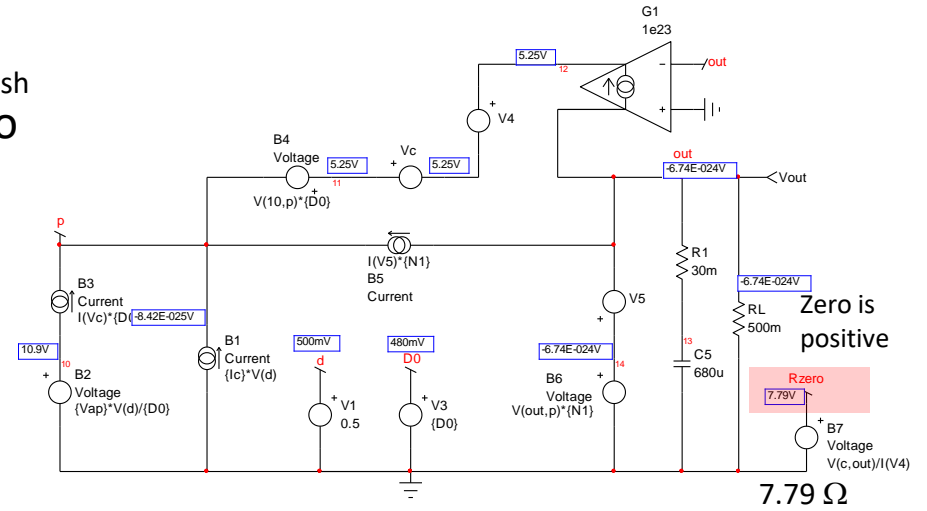 G1
1e23
5.25V
12
out
sh
o
V4
B4
Voltage
Vc
5.25V
5.25V
11
V(10,p)*{D0}
out
-6.74E-024V
Vout
p
I(V5)*{N1}
B5
Current
R1
30m
B3
Current
I(Vc)*{D
-8.42E-025V
V5
-6.74E-024V
RL
500m
Zero is
positive
10.9V
10
B1
Current
{Ic}*V(d)
500mV
d
480mV
D0
-6.74E-024V
14
13
C5
680u
B2
Voltage
{Vap}*V(d)/{D0}
V1
0.5
V3
{D0}
B6
Voltage
V(out,p)*{N1}
Rzero
7.79V
B7
Voltage
V(c,out)/I(V4)
7.79 Ω